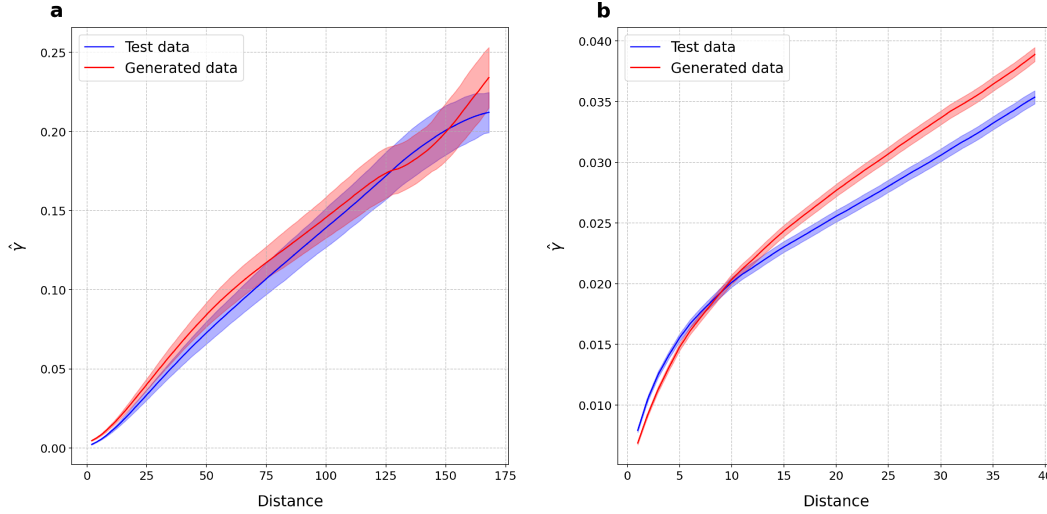 a
Test data
Generated data
0.25
0.20
0.15
0.10
0.05
0.00
γ̂
0 25 50 75 100 125 150 175
Distance
b
Test data
Generated data
0.040
0.035
0.030
0.025
0.020
0.015
0.010
γ̂
0 5 10 15 20 25 30 35 40
Distance